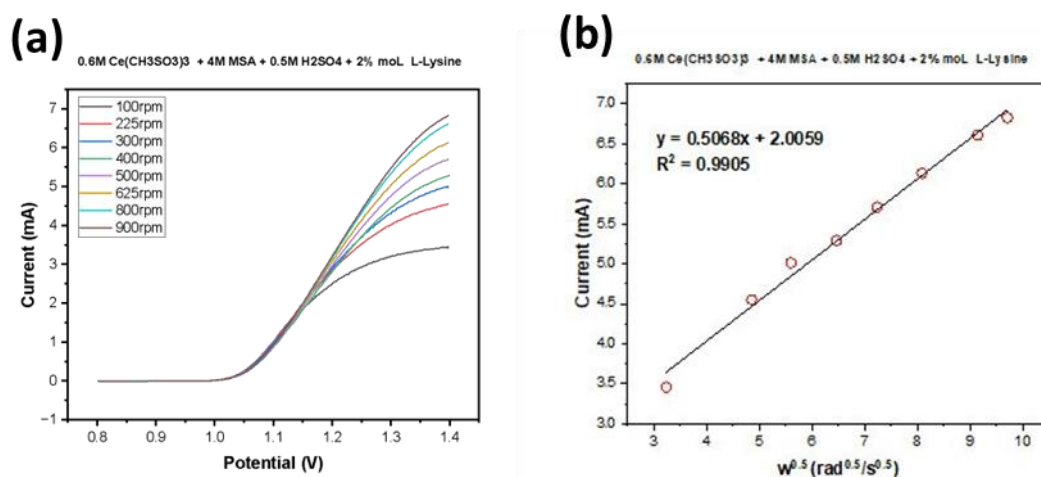 (a)
0.6M Ce(CH3SO3)3 + 4M MSA + 0.5M H2SO4 + 2% moL L-Lysine
100rpm
225rpm
300rpm
400rpm
500rpm
625rpm
800rpm
900rpm
Current (mA)
7
6
5
4
3
2
1
0
−1
0.8 0.9 1.0 1.1 1.2 1.3 1.4
Potential (V)
(b)
0.6M Ce(CH3SO3)3 + 4M MSA + 0.5M H2SO4 + 2% moL L-Lysine
y = 0.5068x + 2.0059
R² = 0.9905
Current (mA)
7.0
6.5
6.0
5.5
5.0
4.5
4.0
3.5
3.0
3 4 5 6 7 8 9 10
w^0.5 (rad^0.5/s^0.5)